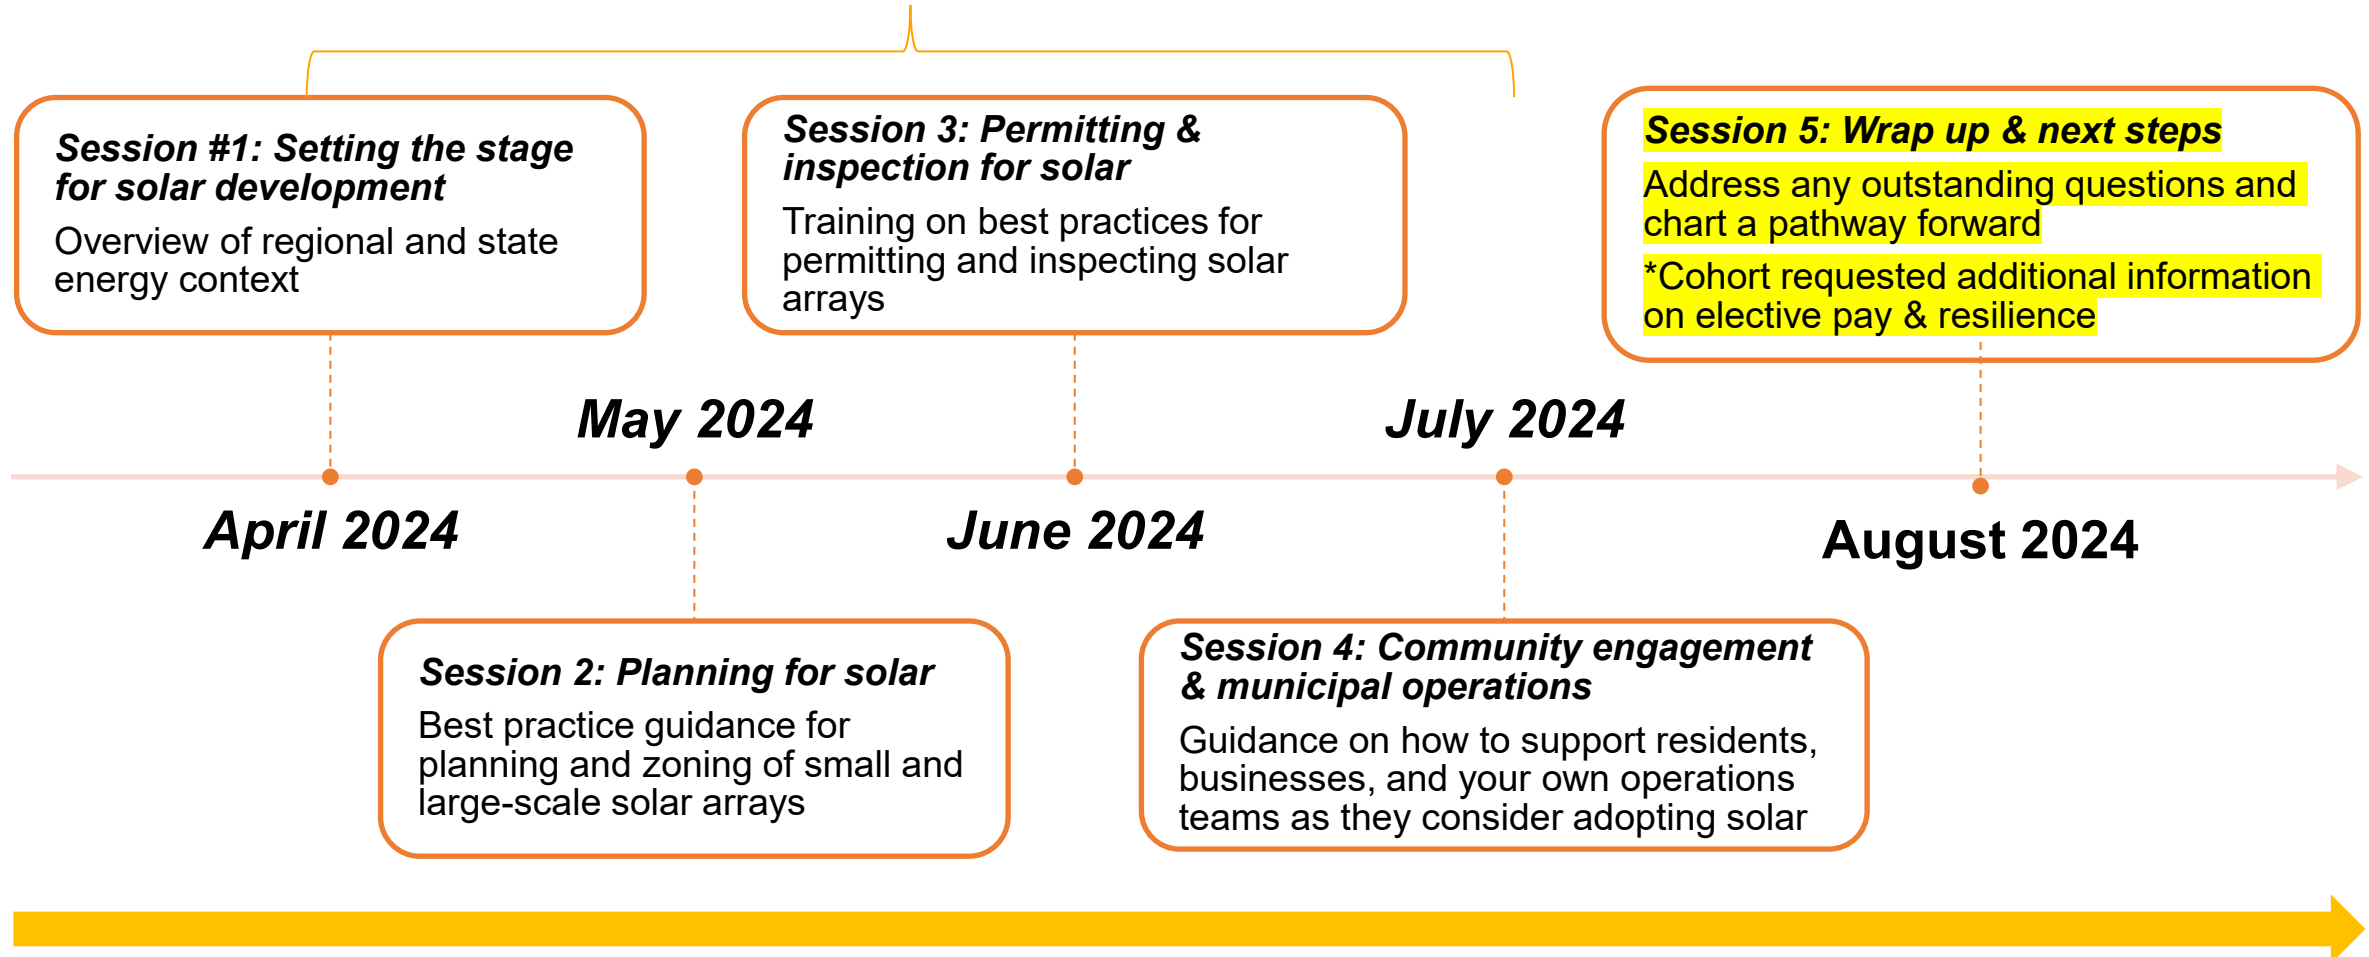 Session #1: Setting the stage
for solar development
Overview of regional and state
energy context
Session 3: Permitting &
inspection for solar
Training on best practices for
permitting and inspecting solar
arrays
Session 5: Wrap up & next steps
Address any outstanding questions and
chart a pathway forward
*Cohort requested additional information
on elective pay & resilience
May 2024
July 2024
April 2024
June 2024
August 2024
Session 2: Planning for solar
Best practice guidance for
planning and zoning of small and
large-scale solar arrays
Session 4: Community engagement
& municipal operations
Guidance on how to support residents,
businesses, and your own operations
teams as they consider adopting solar